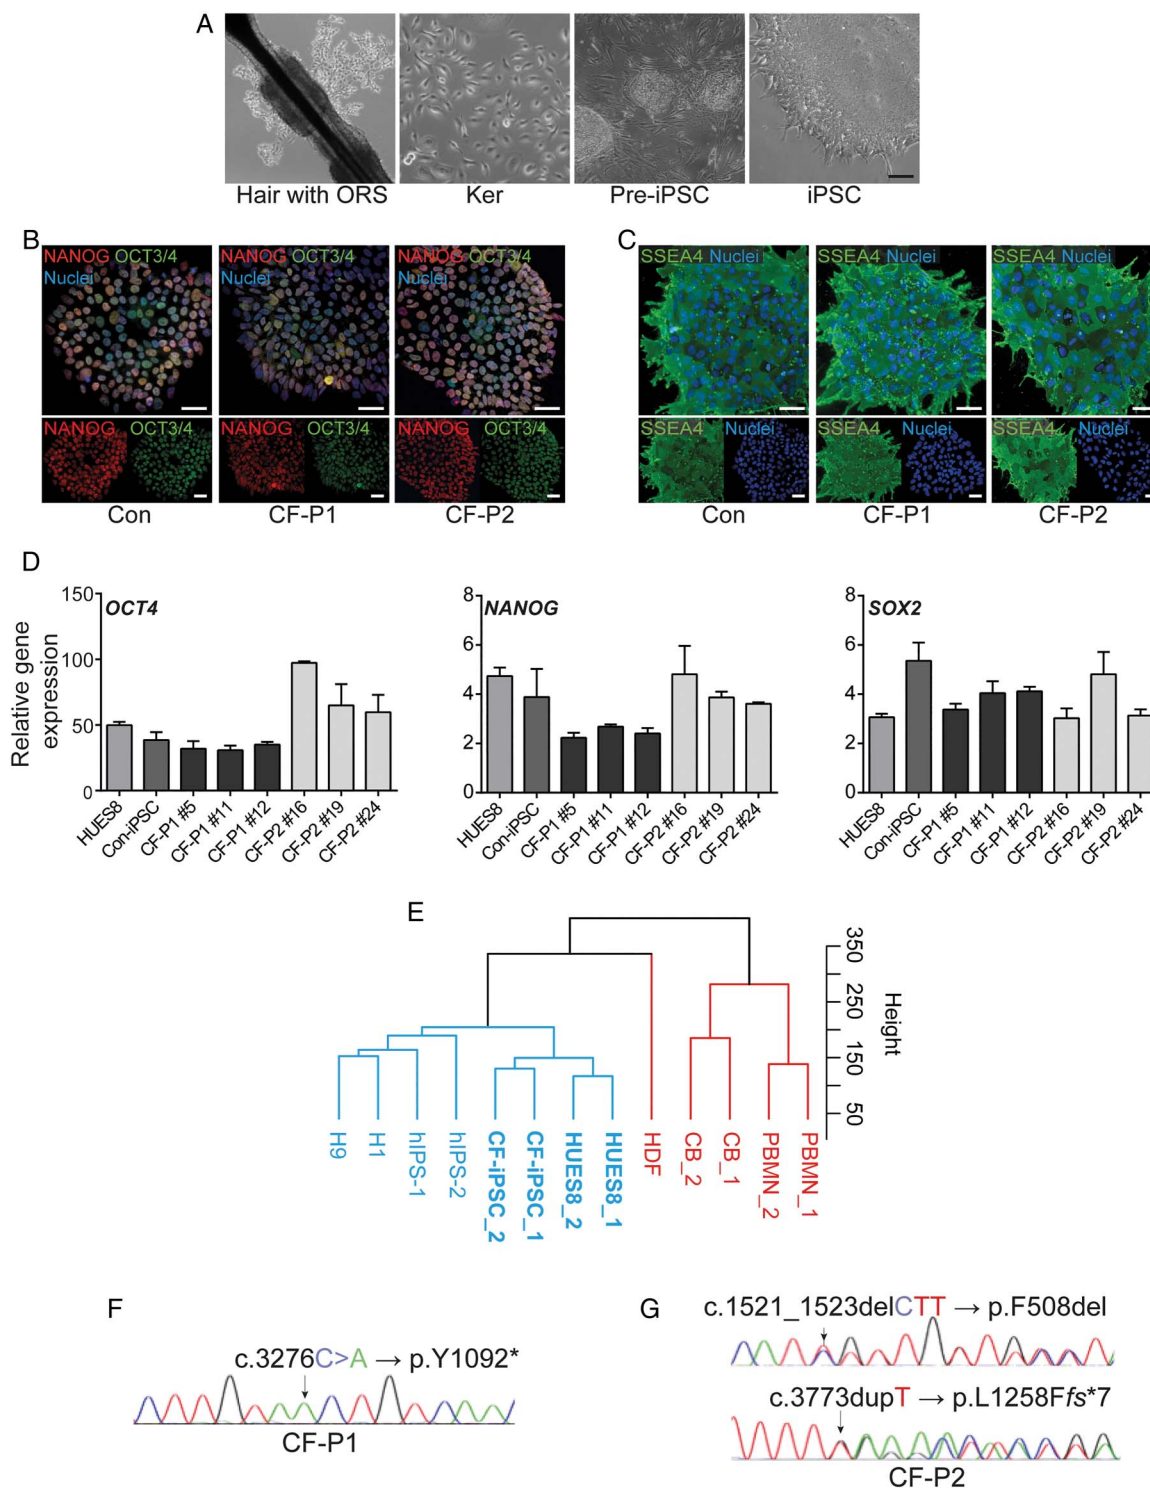 A
Hair with ORS
Ker
Pre-iPSC
iPSC
B
NANOG OCT3/4
Nuclei
NANOG OCT3/4
Nuclei
NANOG OCT3/4
Nuclei
NANOG OCT3/4
NANOG OCT3/4
NANOG OCT3/4
Con
CF-P1
CF-P2
C
SSEA4 Nuclei
SSEA4 Nuclei
SSEA4 Nuclei
SSEA4 Nuclei
SSEA4 Nuclei
SSEA4 Nuclei
Con
CF-P1
CF-P2
D
Relative gene
expression
OCT4
150
100
50
0
HUES8
Con-iPSC
CF-P1 #5
CF-P1 #11
CF-P1 #12
CF-P2 #16
CF-P2 #19
CF-P2 #24
NANOG
8
6
4
2
0
HUES8
Con-iPSC
CF-P1 #5
CF-P1 #11
CF-P1 #12
CF-P2 #16
CF-P2 #19
CF-P2 #24
SOX2
8
6
4
2
0
HUES8
Con-iPSC
CF-P1 #5
CF-P1 #11
CF-P1 #12
CF-P2 #16
CF-P2 #19
CF-P2 #24
E
350
250
150
50
Height
H9
H1
hIPS-1
hIPS-2
CF-iPSC_2
CF-iPSC_1
HUES8_2
HUES8_1
HDF
CB_2
CB_1
PBMN_2
PBMN_1
F
c.3276C>A → p.Y1092*
CF-P1
G
c.1521_1523delCTT → p.F508del
c.3773dupT → p.L1258Ffs*7
CF-P2